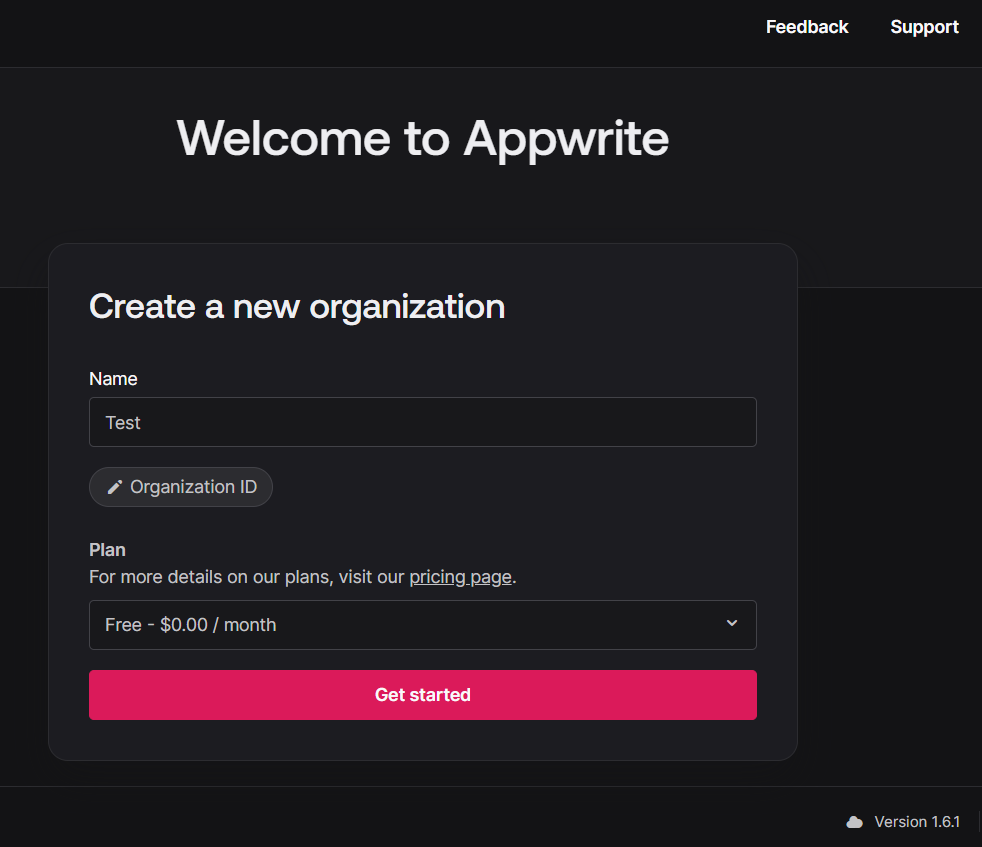 Feedback Support
Welcome to Appwrite
Create a new organization
Name
Test
Organization ID
Plan
For more details on our plans, visit our pricing page.
Free - $0.00 / month
Get started
Version 1.6.1